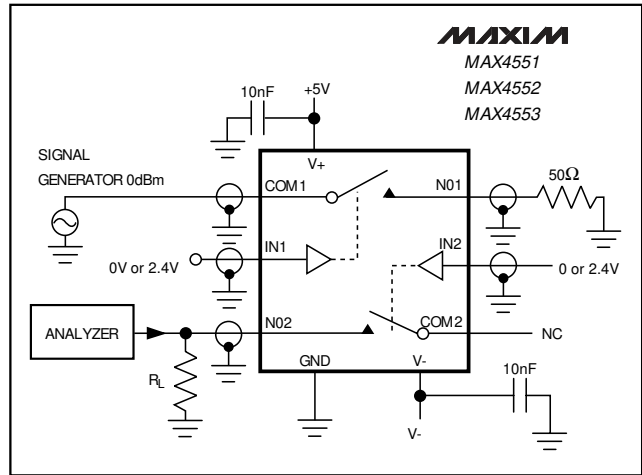 MAXIM
MAX4551
MAX4552
MAX4553
10nF
+5V
V+
SIGNAL
GENERATOR 0dBm
COM1
N01
50Ω
IN1
IN2
0V or 2.4V
0 or 2.4V
ANALYZER
N02
COM2
NC
RL
GND
V-
10nF
V-